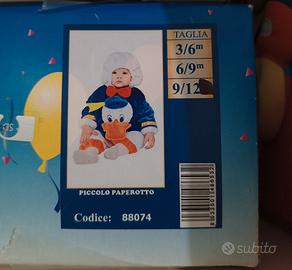 TAGLIA
3/6m
6/9m
9/12
PICCOLO PAPEROTTO
Codice: 88074
subito